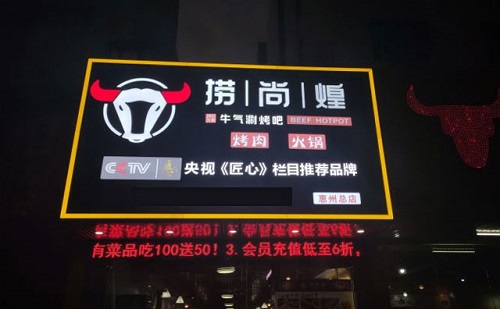 捞尚煌
牛气涮烤吧 BEEF HOTPOT
烤肉 火锅
CCTV 央视《匠心》栏目推荐品牌
惠州总店
有菜品吃100送50！3.会员充值低至6折。